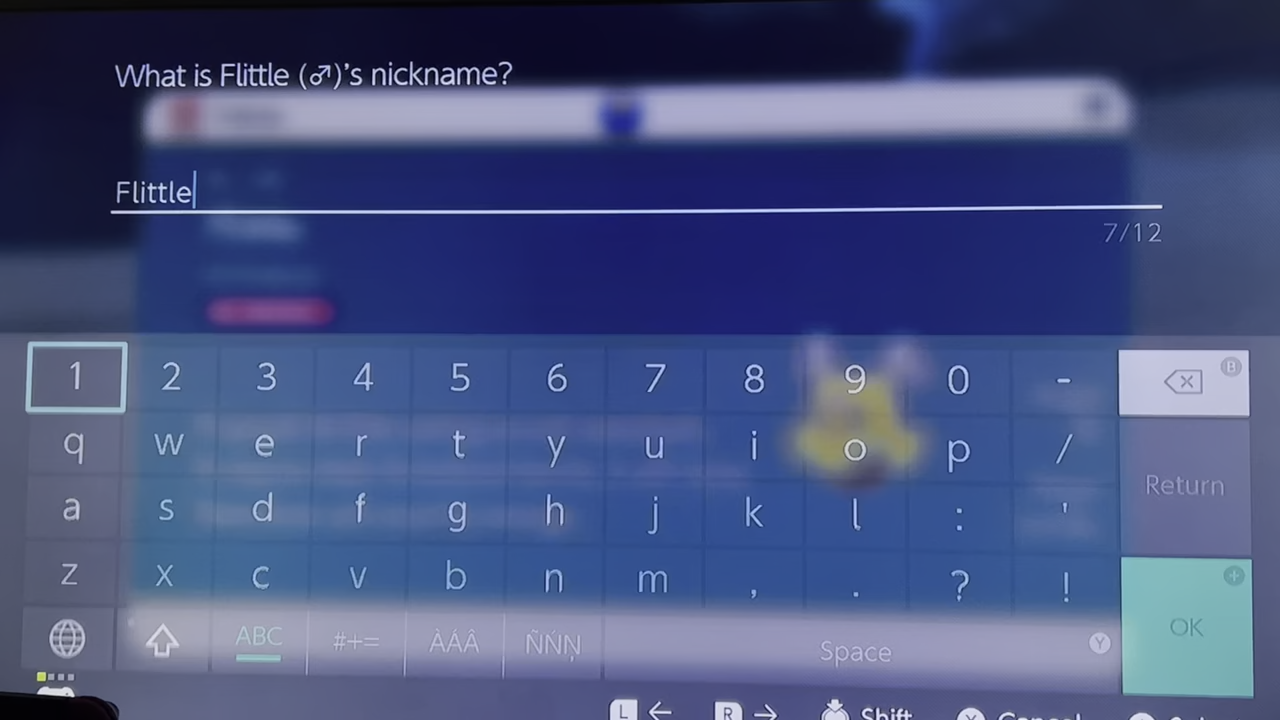 What is Flittle (♂)'s nickname?
Flittle
7/12
1 2 3 4 5 6 7 8 9 0 -
q w e r t y u i o p /
Return
a s d f g h j k l : '
z x c v b n m , . ? !
OK
ABC #+= ÀÁÂ ÑŃŅ Space Y
L ← R → Shift Cancel